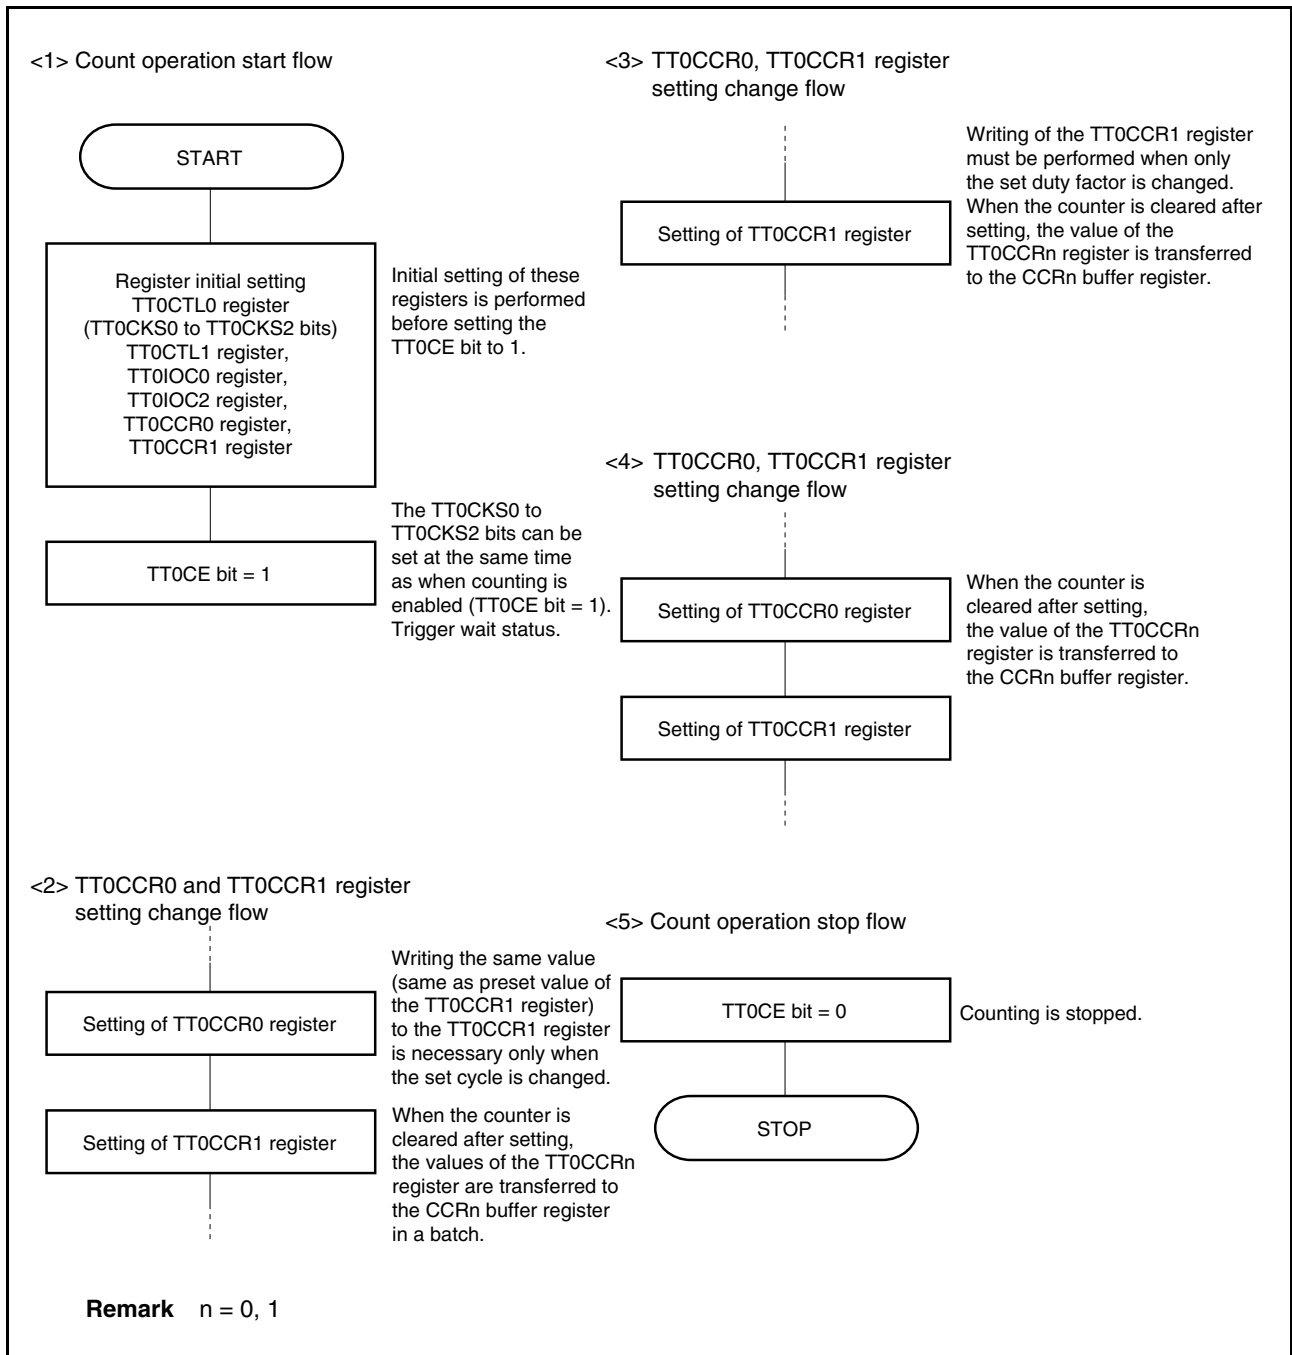 <1> Count operation start flow
START
Register initial setting
TT0CTL0 register
(TT0CKS0 to TT0CKS2 bits)
TT0CTL1 register,
TT0IOC0 register,
TT0IOC2 register,
TT0CCR0 register,
TT0CCR1 register
Initial setting of these
registers is performed
before setting the
TT0CE bit to 1.
TT0CE bit = 1
The TT0CKS0 to
TT0CKS2 bits can be
set at the same time
as when counting is
enabled (TT0CE bit = 1).
Trigger wait status.
<2> TT0CCR0 and TT0CCR1 register
setting change flow
Setting of TT0CCR0 register
Writing the same value
(same as preset value of
the TT0CCR1 register)
to the TT0CCR1 register
is necessary only when
the set cycle is changed.
Setting of TT0CCR1 register
When the counter is
cleared after setting,
the values of the TT0CCRn
register are transferred to
the CCRn buffer register
in a batch.
<3> TT0CCR0, TT0CCR1 register
setting change flow
Setting of TT0CCR1 register
Writing of the TT0CCR1 register
must be performed when only
the set duty factor is changed.
When the counter is cleared after
setting, the value of the
TT0CCRn register is transferred
to the CCRn buffer register.
<4> TT0CCR0, TT0CCR1 register
setting change flow
Setting of TT0CCR0 register
When the counter is
cleared after setting,
the value of the TT0CCRn
register is transferred to
the CCRn buffer register.
Setting of TT0CCR1 register
<5> Count operation stop flow
TT0CE bit = 0
Counting is stopped.
STOP
Remark n = 0, 1